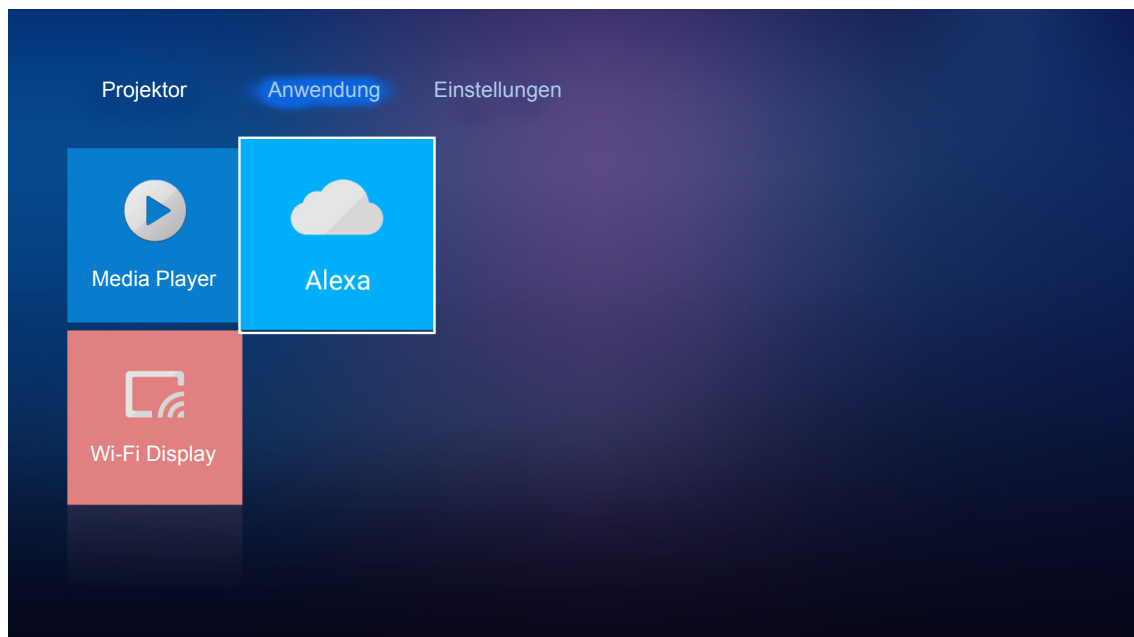 Projektor Anwendung Einstellungen
Media Player
Alexa
Wi-Fi Display